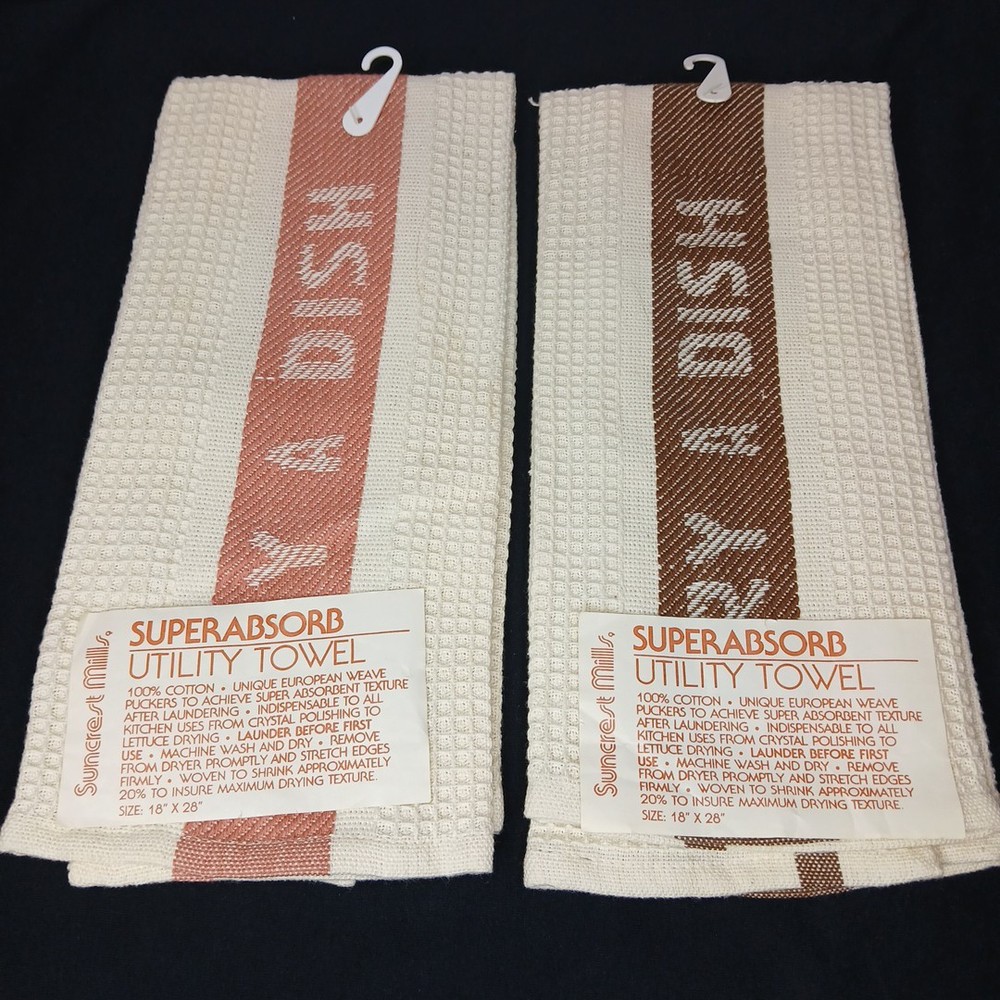 Y A DISH
Suncrest Mills.
SUPERABSORB
UTILITY TOWEL
100% COTTON • UNIQUE EUROPEAN WEAVE
PUCKERS TO ACHIEVE SUPER ABSORBENT TEXTURE
AFTER LAUNDERING • INDISPENSABLE TO ALL
KITCHEN USES FROM CRYSTAL POLISHING TO
LETTUCE DRYING • LAUNDER BEFORE FIRST
USE • MACHINE WASH AND DRY • REMOVE
FROM DRYER PROMPTLY AND STRETCH EDGES
FIRMLY • WOVEN TO SHRINK APPROXIMATELY
20% TO INSURE MAXIMUM DRYING TEXTURE.
SIZE: 18" X 28"
RY A DISH
Suncrest Mills.
SUPERABSORB
UTILITY TOWEL
100% COTTON • UNIQUE EUROPEAN WEAVE
PUCKERS TO ACHIEVE SUPER ABSORBENT TEXTURE
AFTER LAUNDERING • INDISPENSABLE TO ALL
KITCHEN USES FROM CRYSTAL POLISHING TO
LETTUCE DRYING • LAUNDER BEFORE FIRST
USE • MACHINE WASH AND DRY • REMOVE
FROM DRYER PROMPTLY AND STRETCH EDGES
FIRMLY • WOVEN TO SHRINK APPROXIMATELY
20% TO INSURE MAXIMUM DRYING TEXTURE.
SIZE: 18" X 28"